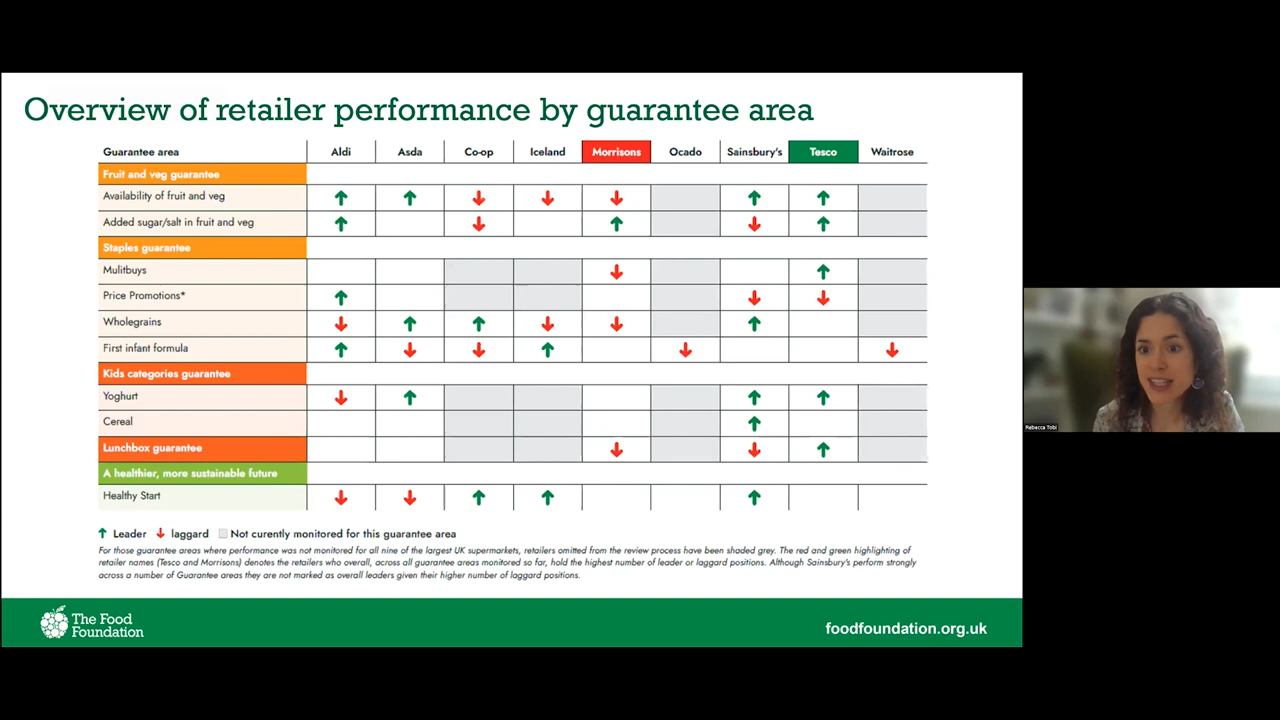 Overview of retailer performance by guarantee area
Guarantee area Aldi Asda Co-op Iceland Morrisons Ocado Sainsbury's Tesco Waitrose
Fruit and veg guarantee
Availability of fruit and veg
Added sugar/salt in fruit and veg
Staples guarantee
Mulitbuys
Price Promotions*
Wholegrains
First infant formula
Kids categories guarantee
Yoghurt
Cereal
Lunchbox guarantee
A healthier, more sustainable future
Healthy Start
Leader laggard Not curently monitored for this guarantee area
For those guarantee areas where performance was not monitored for all nine of the largest UK supermarkets, retailers omitted from the review process have been shaded grey. The red and green highlighting of
retailer names (Tesco and Morrisons) denotes the retailers who overall, across all guarantee areas monitored so far, hold the highest number of leader or laggard positions. Although Sainsbury's perform strongly
across a number of Guarantee areas they are not marked as overall leaders given their higher number of laggard positions.
The Food
Foundation
foodfoundation.org.uk
Rebecca Tobi